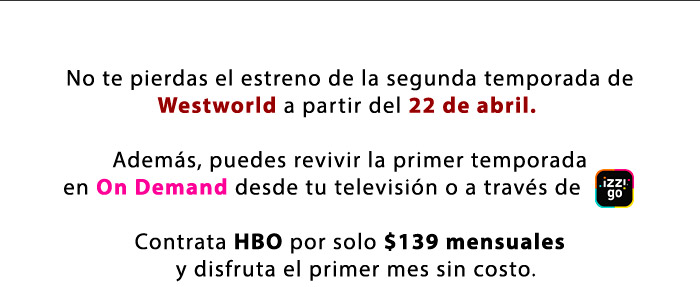 No te pierdas el estreno de la segunda temporada de
Westworld a partir del 22 de abril.
Además, puedes revivir la primer temporada
en On Demand desde tu televisión o a través de izzi go
Contrata HBO por solo $139 mensuales
y disfruta el primer mes sin costo.